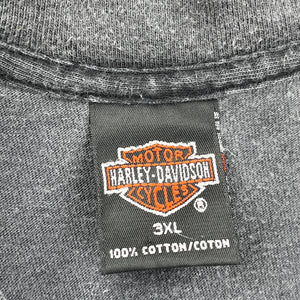 MOTOR
HARLEY-DAVIDSON
CYCLES
®
3XL
100% COTTON/COTON